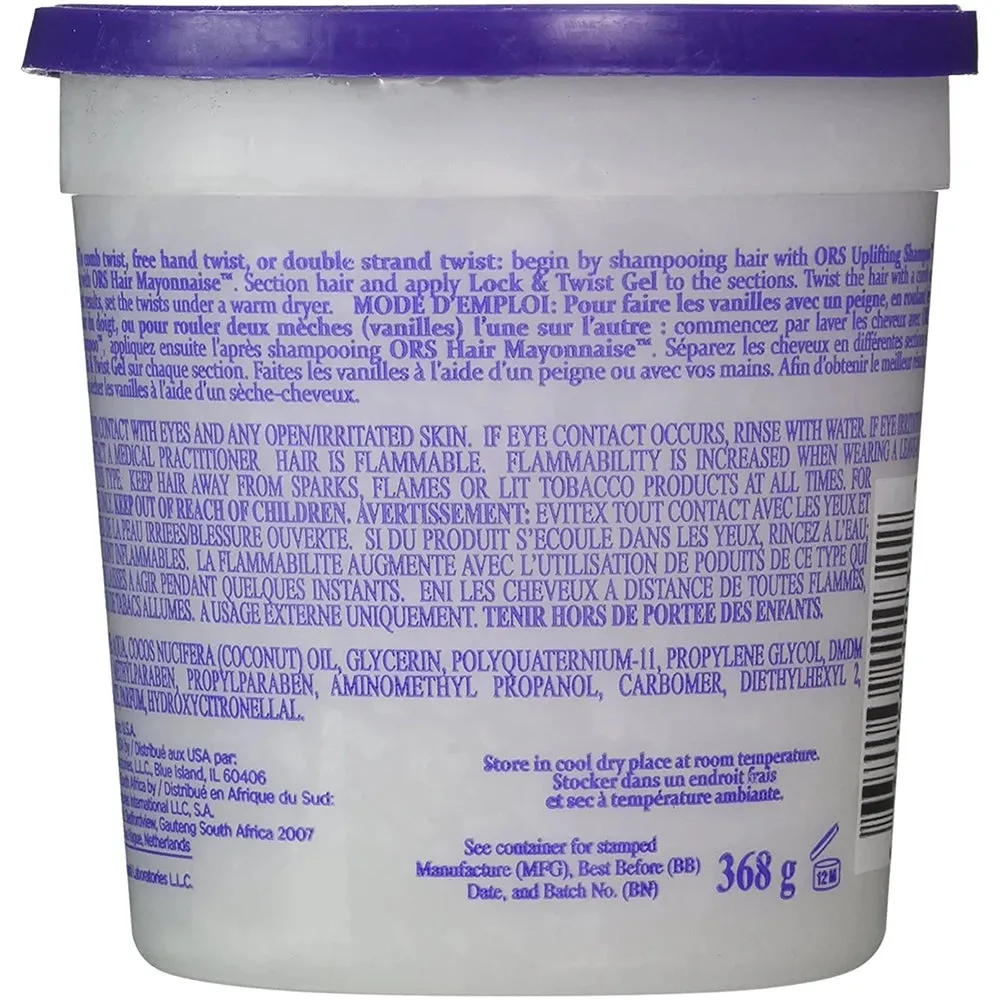 comb twist, free hand twist, or double strand twist: begin by shampooing hair with ORS Uplifting Shampoo
with ORS Hair Mayonnaise™. Section hair and apply Lock & Twist Gel to the sections. Twist the hair with a
results, set the twists under a warm dryer. MODE D'EMPLOI: Pour faire les vanilles avec un peigne, en
du doigt, ou pour rouler deux mèches (vanilles) l'une sur l'autre : commencez par laver les cheveux
appliquez ensuite l'après shampooing ORS Hair Mayonnaise™. Séparez les cheveux en différentes
Twist Gel sur chaque section. Faites les vanilles à l'aide d'un peigne ou avec vos mains. Afin d'obtenir le meilleur
les vanilles à l'aide d'un sèche-cheveux.
CONTACT WITH EYES AND ANY OPEN/IRRITATED SKIN. IF EYE CONTACT OCCURS, RINSE WITH WATER. IF EYE
A MEDICAL PRACTITIONER HAIR IS FLAMMABLE. FLAMMABILITY IS INCREASED WHEN WEARING A
TYPE. KEEP HAIR AWAY FROM SPARKS, FLAMES OR LIT TOBACCO PRODUCTS AT ALL TIMES. FOR
KEEP OUT OF REACH OF CHILDREN. AVERTISSEMENT: EVITEX TOUT CONTACT AVEC LES YEUX ET
LA PEAU IRRIEES/BLESSURE OUVERTE. SI DU PRODUIT S'ECOULE DANS LES YEUX, RINCEZ A L'EAU;
INFLAMMABLES. LA FLAMMABILITE AUGMENTE AVEC L'UTILISATION DE PODUITS DE CE TYPE QUI
A AGIR PENDANT QUELQUES INSTANTS. ENI LES CHEVEUX A DISTANCE DE TOUTES FLAMMES,
TABACS ALLUMES. A USAGE EXTERNE UNIQUEMENT. TENIR HORS DE PORTEE DES ENFANTS.
COCOS NUCIFERA (COCONUT) OIL, GLYCERIN, POLYQUATERNIUM-11, PROPYLENE GLYCOL, DMDM
PROPYLPARABEN, AMINOMETHYL PROPANOL, CARBOMER, DIETHYLHEXYL 2,
HYDROXYCITRONELLAL.
U.S.A.
by / Distribué aux USA par:
LLC, Blue Island, IL 60406
Africa by / Distribué en Afrique du Sud:
International LLC, S.A.
Bedfordview, Gauteng South Africa 2007
Netherlands
Laboratories L.L.C.
Store in cool dry place at room temperature.
Stocker dans un endroit frais
et sec à température ambiante.
See container for stamped
Manufacture (MFG), Best Before (BB)
Date, and Batch No. (BN)
368 g
12 M